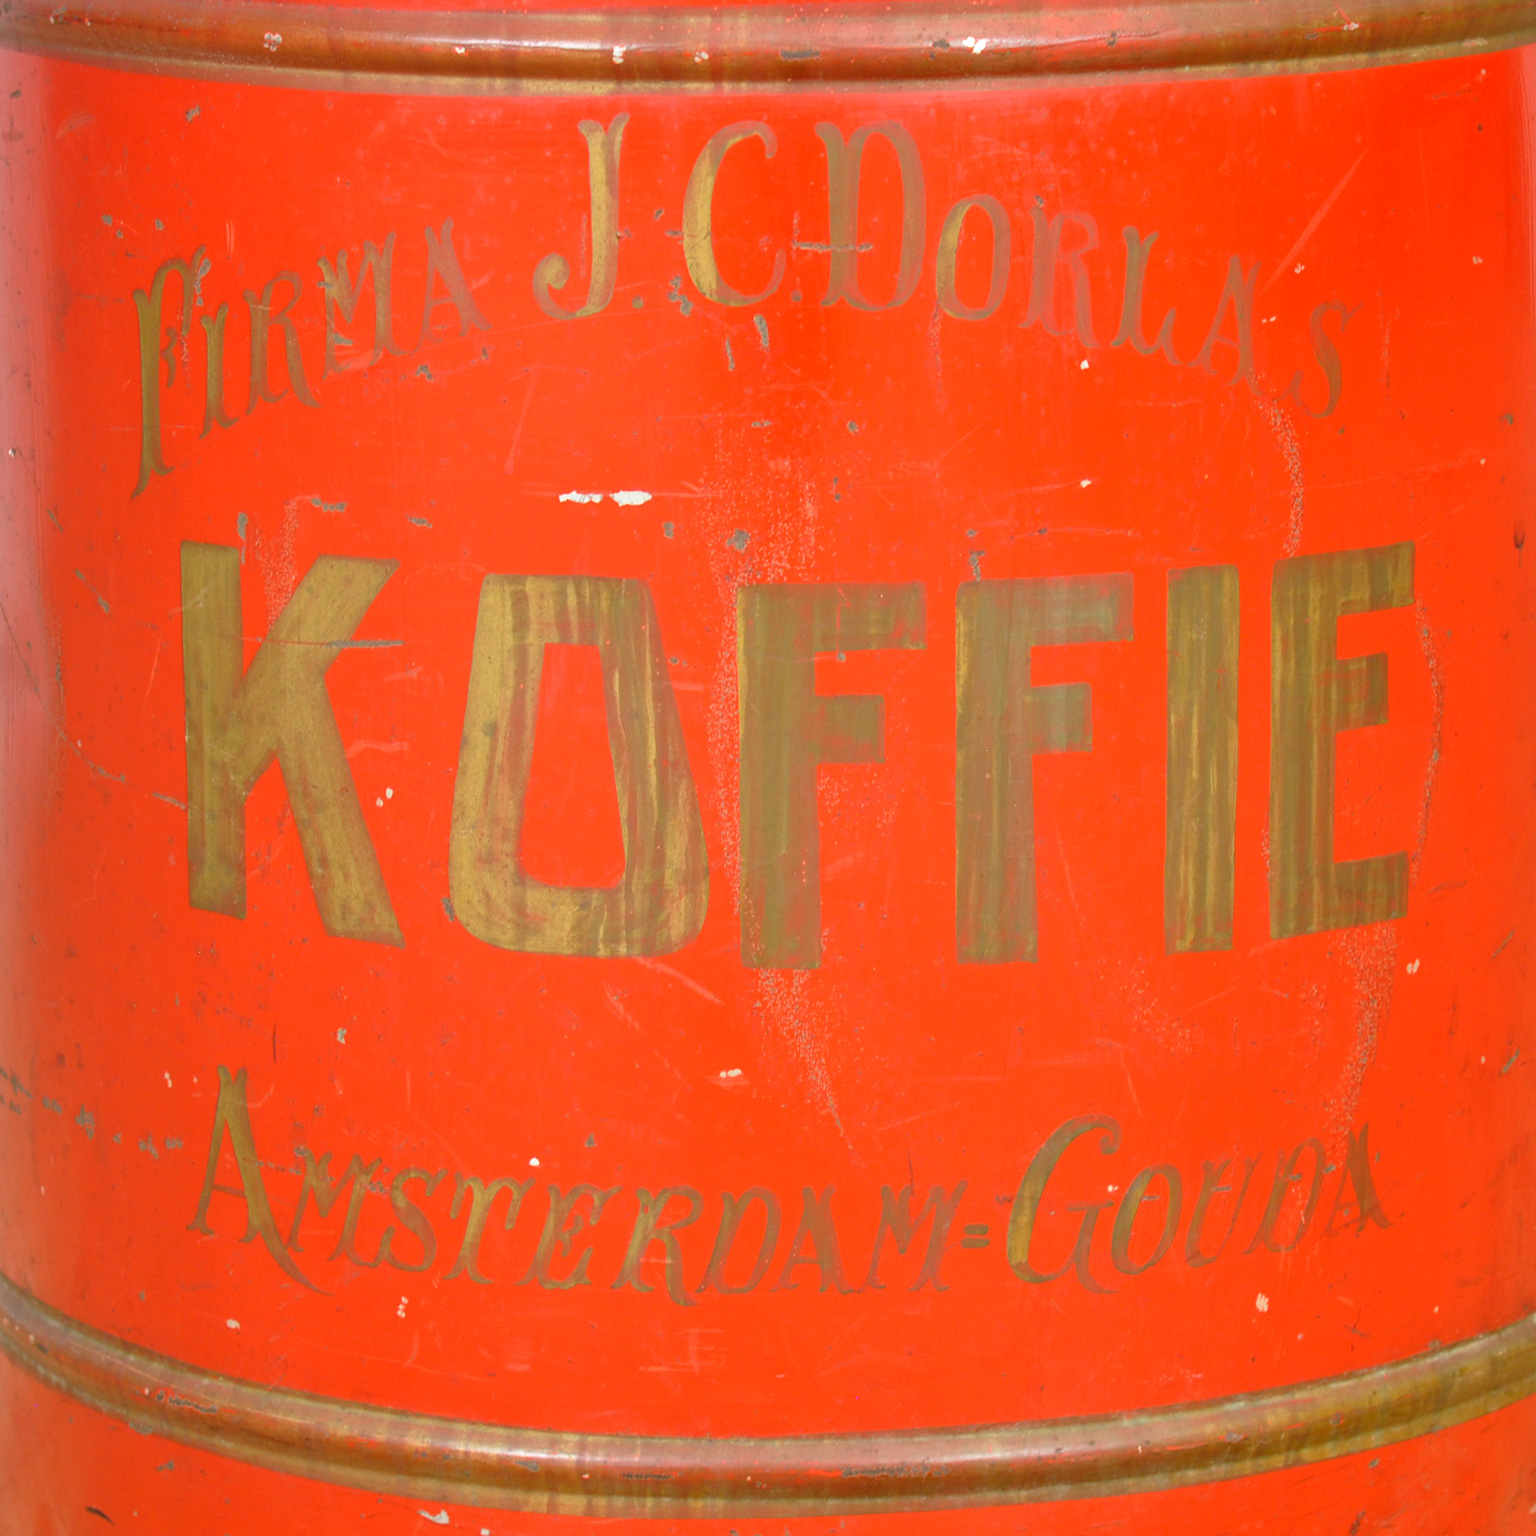 FIRMA J.C. DORLAS
KOFFIE
AMSTERDAM=GOUDA